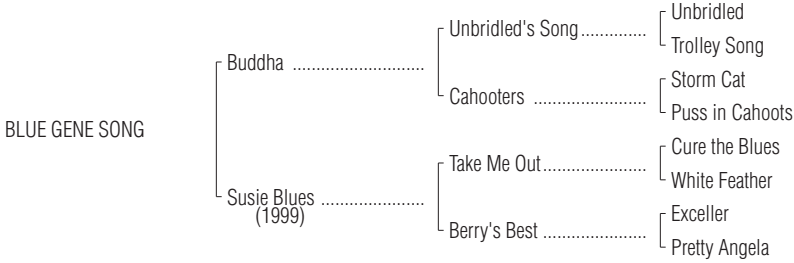 Unbridled
Unbridled's Song..............
Trolley Song
Buddha ............................
Storm Cat
Cahooters ........................
Puss in Cahoots
BLUE GENE SONG
Cure the Blues
Take Me Out......................
White Feather
Susie Blues ......................
(1999)
Exceller
Berry's Best ......................
Pretty Angela